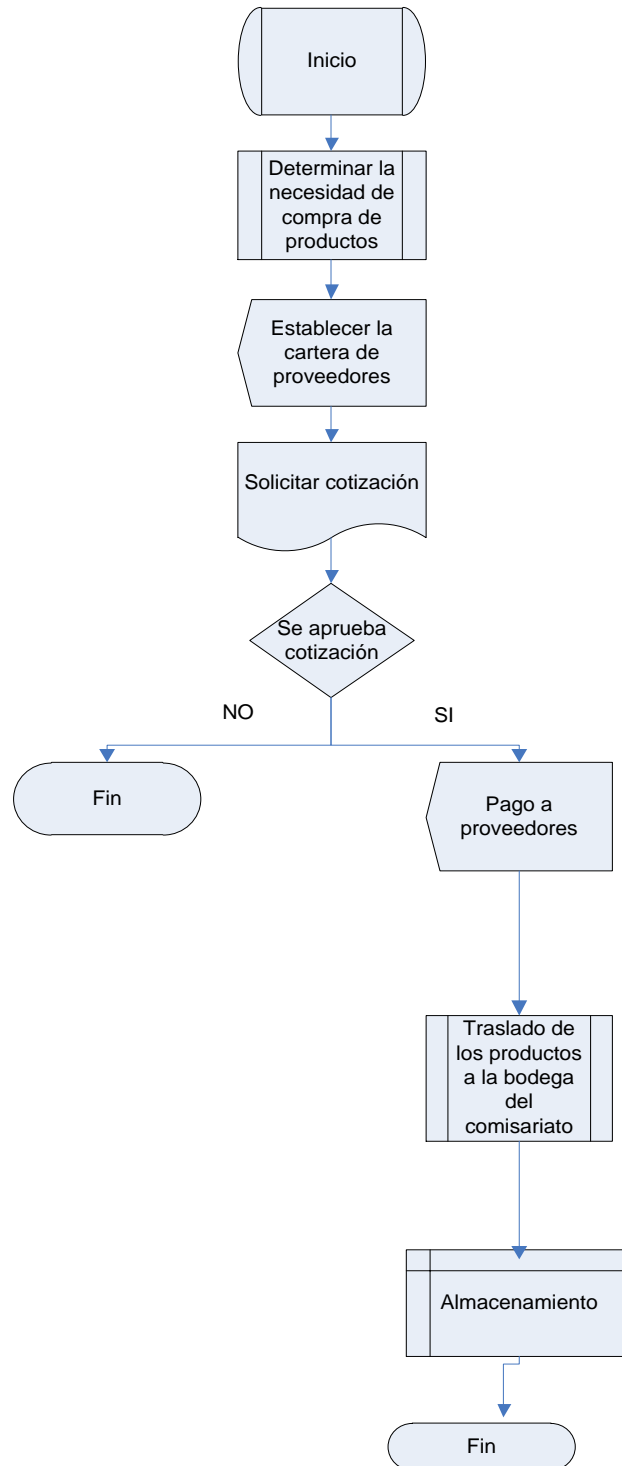 Inicio
Determinar la
necesidad de
compra de
productos
Establecer la
cartera de
proveedores
Solicitar cotización
Se aprueba
cotización
NO
SI
Fin
Pago a
proveedores
Traslado de
los productos
a la bodega
del
comisariato
Almacenamiento
Fin